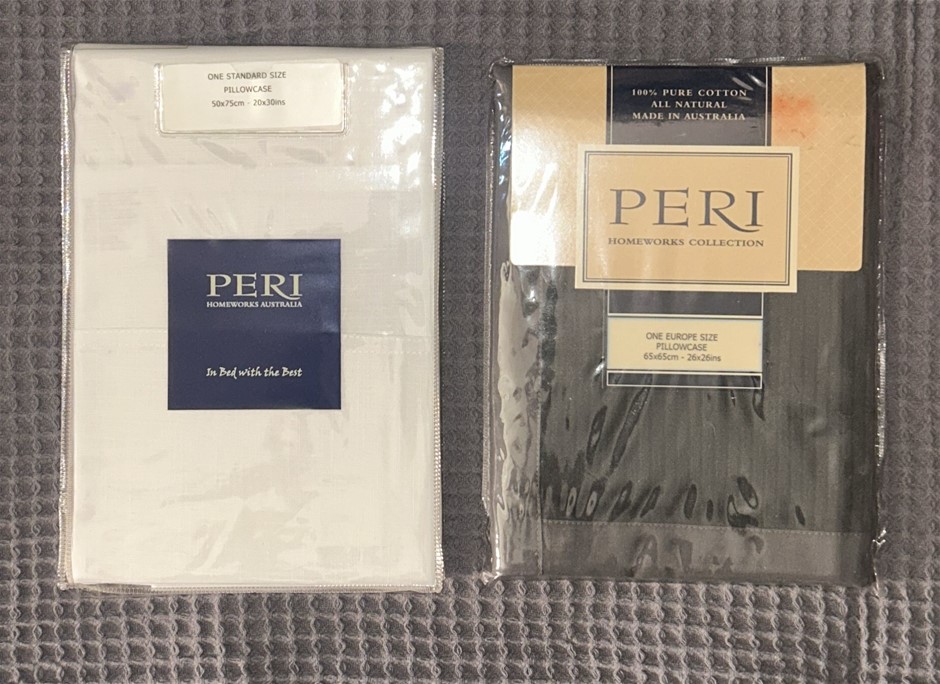 ONE STANDARD SIZE
PILLOWCASE
50x75cm - 20x30ins
PERI
HOMEWORKS AUSTRALIA
In Bed with the Best
100% PURE COTTON
ALL NATURAL
MADE IN AUSTRALIA
PERI
HOMEWORKS COLLECTION
ONE EUROPE SIZE
PILLOWCASE
65x65cm - 26x26ins